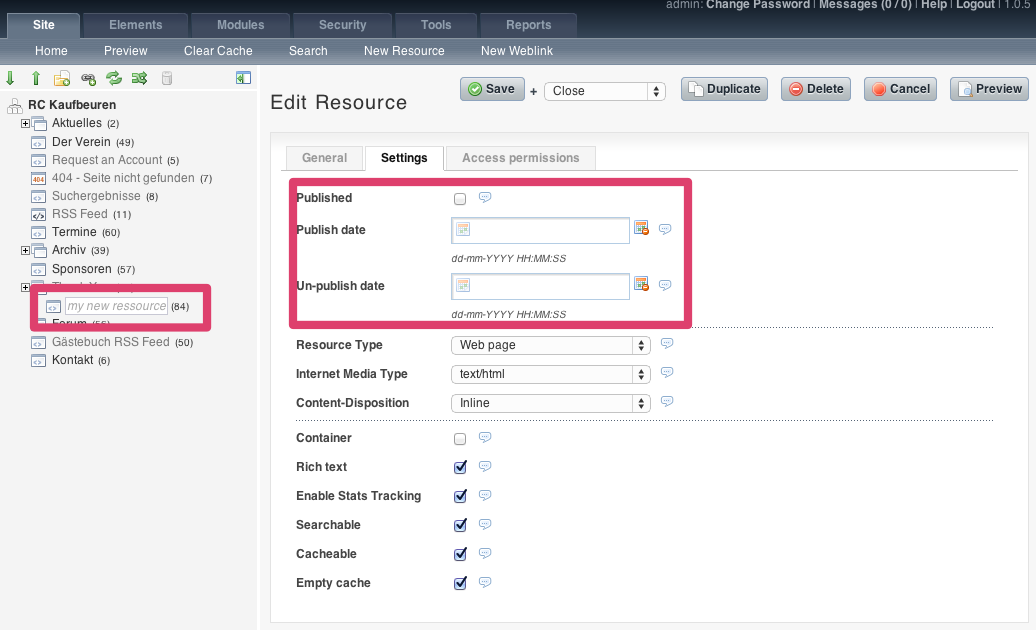 admin: Change Password | Messages (0 / 0) | Help | Logout | 1.0.5
Site Elements Modules Security Tools Reports
Home Preview Clear Cache Search New Resource New Weblink
RC Kaufbeuren
Aktuelles (2)
Der Verein (49)
Request an Account (5)
404 - Seite nicht gefunden (7)
Suchergebnisse (8)
RSS Feed (11)
Termine (60)
Archiv (39)
Sponsoren (57)
my new ressource (84)
Forum (56)
Gästebuch RSS Feed (50)
Kontakt (6)
Edit Resource
Save + Close Duplicate Delete Cancel Preview
General Settings Access permissions
Published
Publish date
dd-mm-YYYY HH:MM:SS
Un-publish date
dd-mm-YYYY HH:MM:SS
Resource Type Web page
Internet Media Type text/html
Content-Disposition Inline
Container
Rich text
Enable Stats Tracking
Searchable
Cacheable
Empty cache